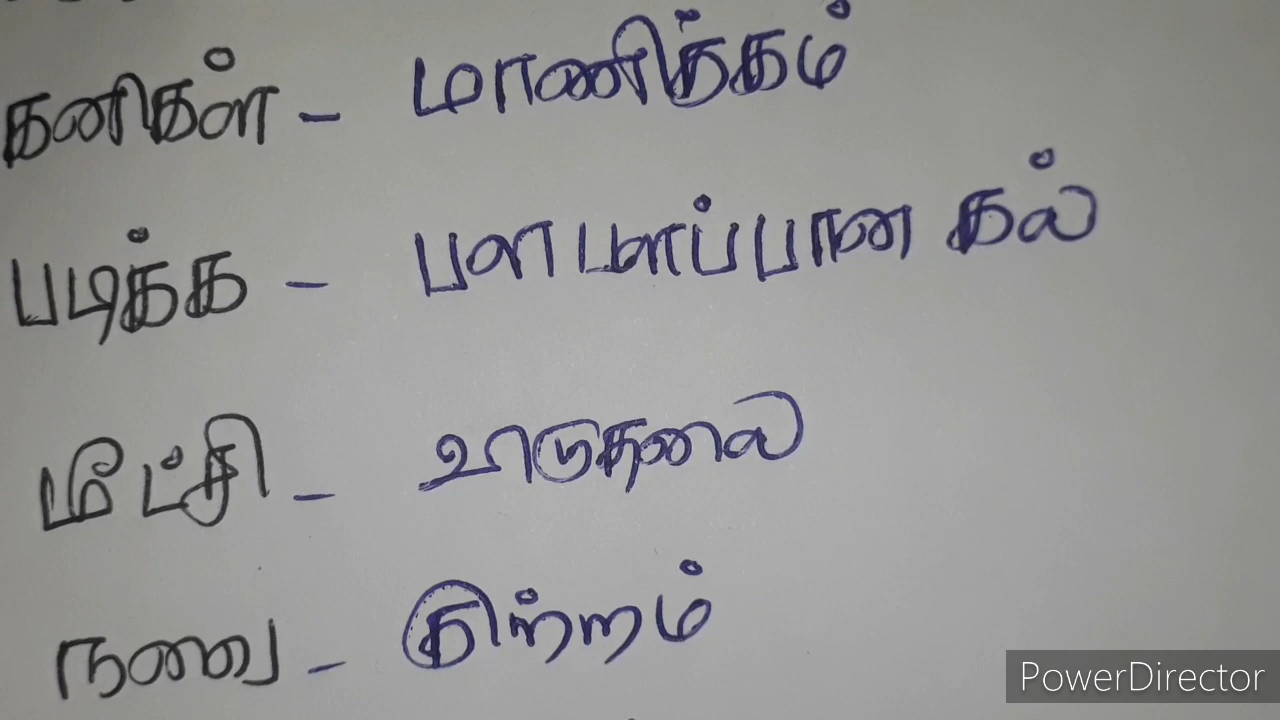 கனிகள் - மாணிக்கம்
படிக்க - பளபளப்பான கல்
மீட்சி - விடுதலை
நவை - குற்றம்
PowerDirector